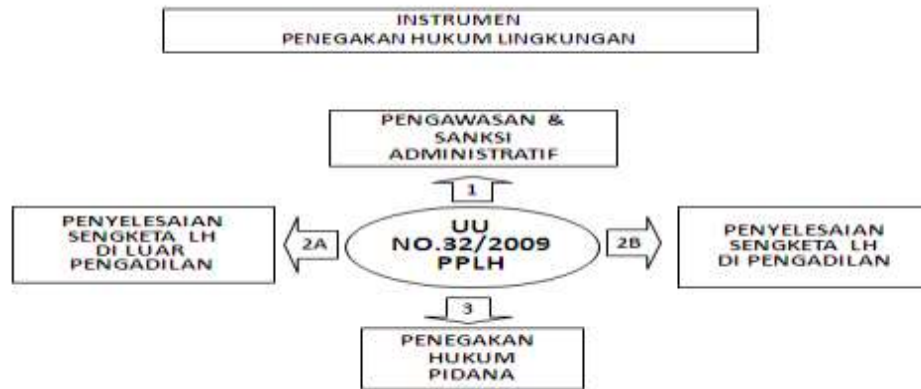 INSTRUMEN
PENEGAKAN HUKUM LINGKUNGAN
PENGAWASAN &
SANKSI
ADMINISTRATIF
1
PENYELESAIAN
SENGKETA LH
DI LUAR
PENGADILAN
2A
UU
NO.32/2009
PPLH
2B
PENYELESAIAN
SENGKETA LH
DI PENGADILAN
3
PENEGAKAN
HUKUM
PIDANA